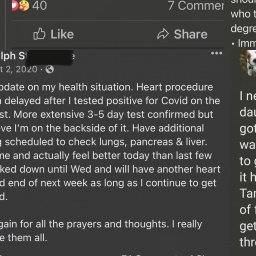 40
7 Commen
Like
Share
lph S
t 2, 2020
pdate on my health situation. Heart procedure
delayed after I tested positive for Covid on the
st. More extensive 3-5 day test confirmed but
ve I'm on the backside of it. Have additional
g scheduled to check lungs, pancreas & liver.
me and actually feel better today than last few
ked down until Wed and will have another heart
d end of next week as long as I continue to get
d.
gain for all the prayers and thoughts. I really
e them all.
who t
degre
• Imm
I ne
dau
got
wa
to g
it h
Tar
of f
get
thr